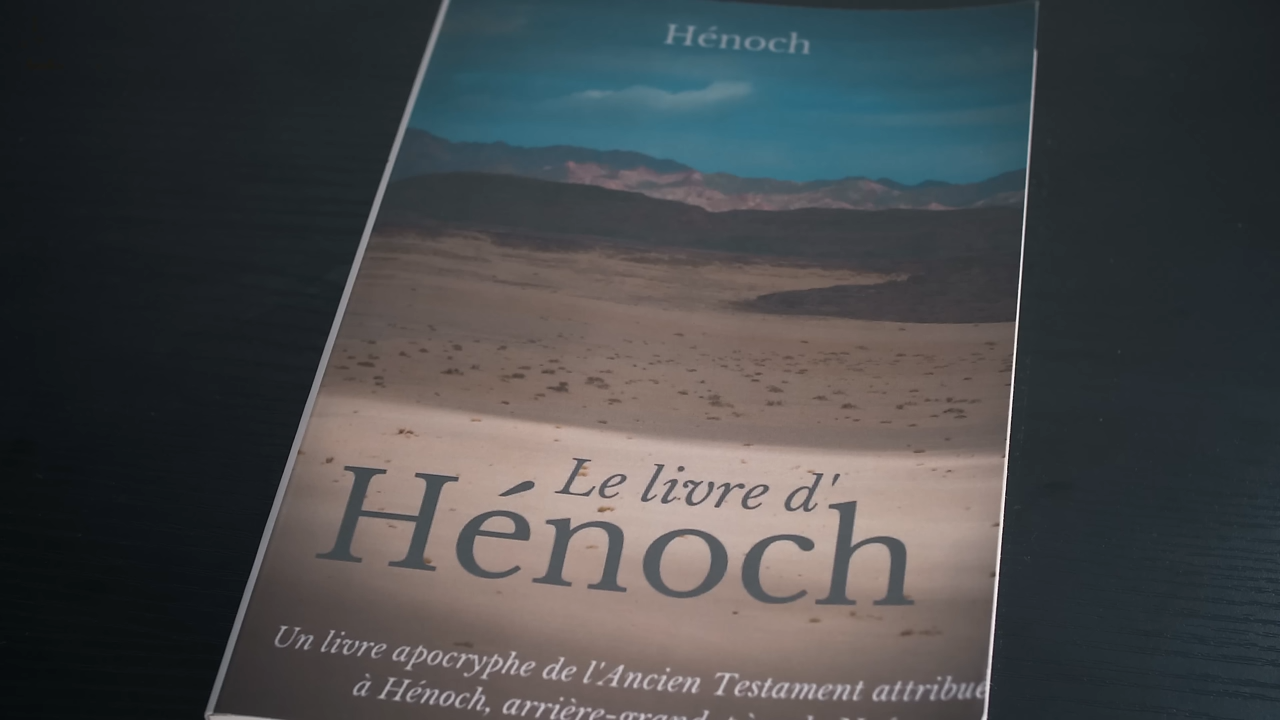 Hénoch
Le livre d'
Hénoch
Un livre apocryphe de l'Ancien Testament attribué
à Hénoch,